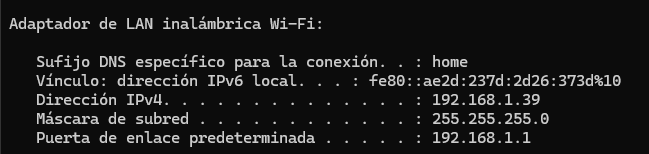 Adaptador de LAN inalámbrica Wi-Fi:
Sufijo DNS específico para la conexión. . : home
Vínculo: dirección IPv6 local. . . : fe80::ae2d:237d:2d26:373d%10
Dirección IPv4. . . . . . . . . . . . . . : 192.168.1.39
Máscara de subred . . . . . . . . . . . . : 255.255.255.0
Puerta de enlace predeterminada . . . . . : 192.168.1.1